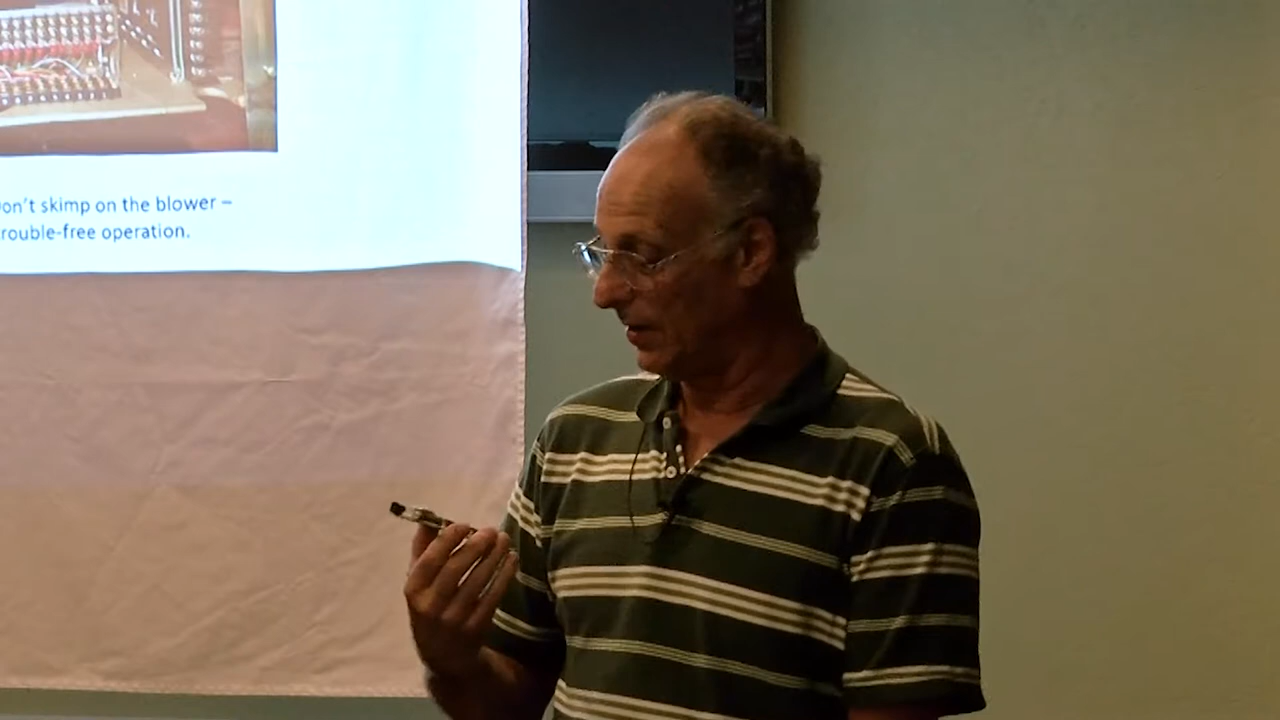 on't skimp on the blower –
rouble-free operation.